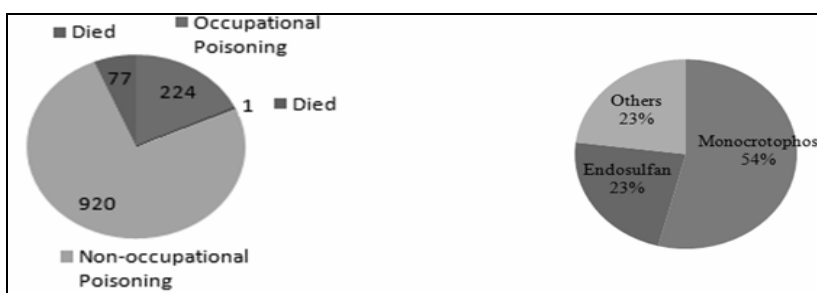 Died
Occupational
Poisoning
77
224
1
Died
920
Non-occupational
Poisoning
Others
23%
Monocrotophos
54%
Endosulfan
23%